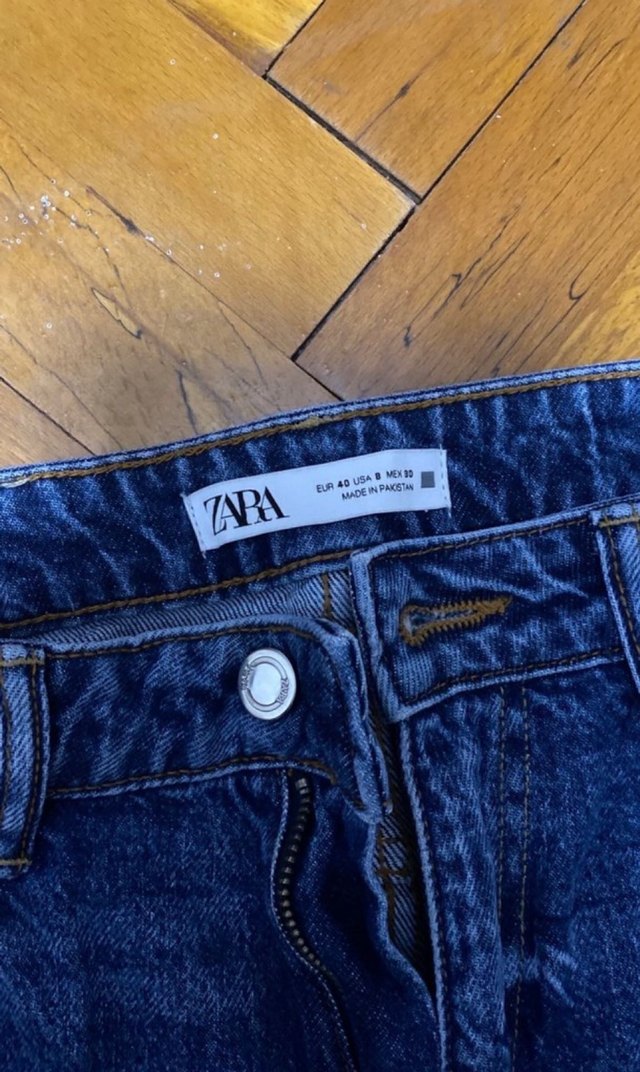 ZARA
EUR 40 USA 8 MEX 30
MADE IN PAKISTAN